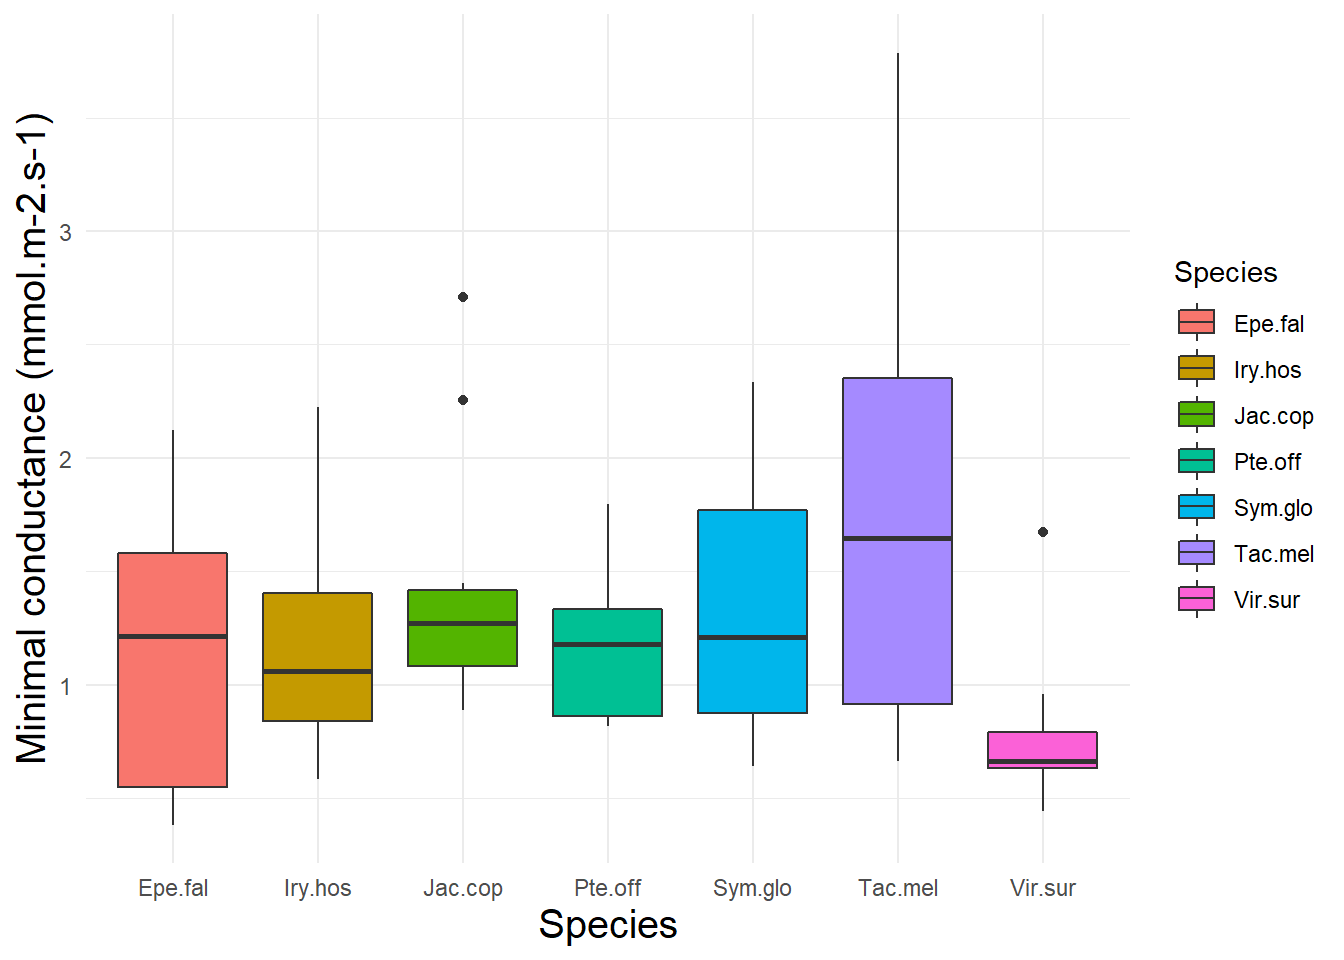 Minimal conductance (mmol.m-2.s-1)
3
2
1
Epe.fal
Iry.hos
Jac.cop
Pte.off
Sym.glo
Tac.mel
Vir.sur
Species
Species
Epe.fal
Iry.hos
Jac.cop
Pte.off
Sym.glo
Tac.mel
Vir.sur